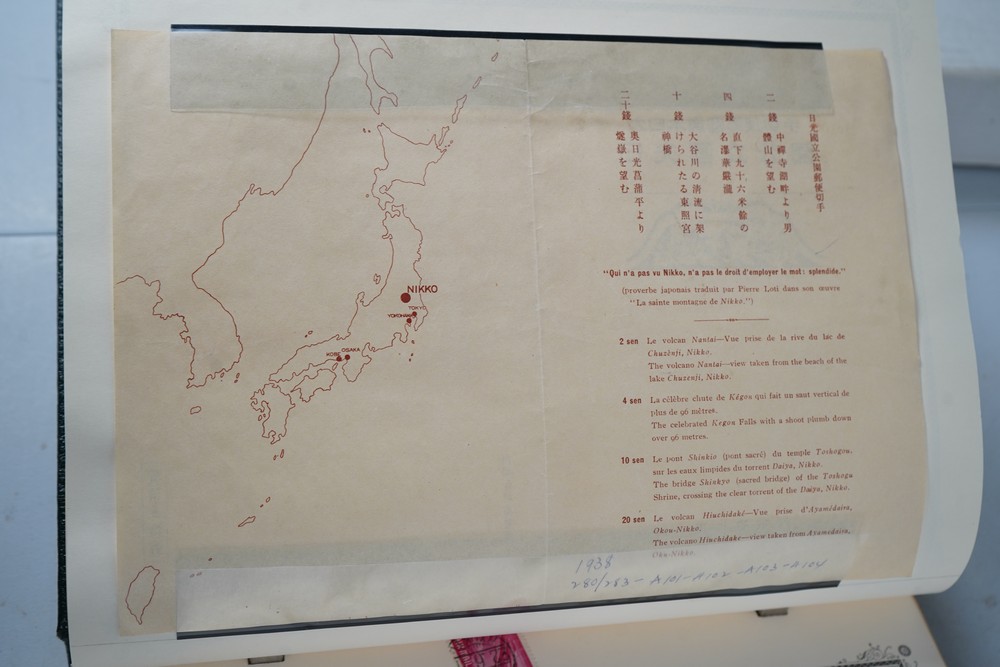 NIKKO
TOKYO
YOKOHAMA
OSAKA
KOBE
日光國立公園郵便切手
二錢
中禪寺湖畔より男
體山を望む
四錢
直下九十六米餘の
名瀑華嚴瀧
十錢
大谷川の清流に架
けられたる東照宮
神橋
二十錢
奥日光菖蒲平より
燧嶽を望む
"Qui n'a pas vu Nikko, n'a pas le droit d'employer le mot: splendide."
(proverbe japonais traduit par Pierre Loti dans son œuvre
"La sainte montagne de Nikko.")
2 sen Le volcan Nantai—Vue prise de la rive du lac de
Chuzénji, Nikko.
The volcano Nantai—view taken from the beach of the
lake Chuzenji, Nikko.
4 sen La célèbre chute de Kégon qui fait un saut vertical de
plus de 96 mètres.
The celebrated Kegon Falls with a shoot plumb down
over 96 metres.
10 sen Le pont Shinkio (pont sacré) du temple Toshogou,
sur les eaux limpides du torrent Daiya, Nikko.
The bridge Shinkyo (sacred bridge) of the Toshogu
Shrine, crossing the clear torrent of the Daiya, Nikko.
20 sen Le volcan Hiuchidaké—Vue prise d'Ayamédaira,
Okou-Nikko.
The volcano Hiuchidake—view taken from Ayamedaira,
Oku-Nikko.
1938
280/283 - A101-A102-A103-A104